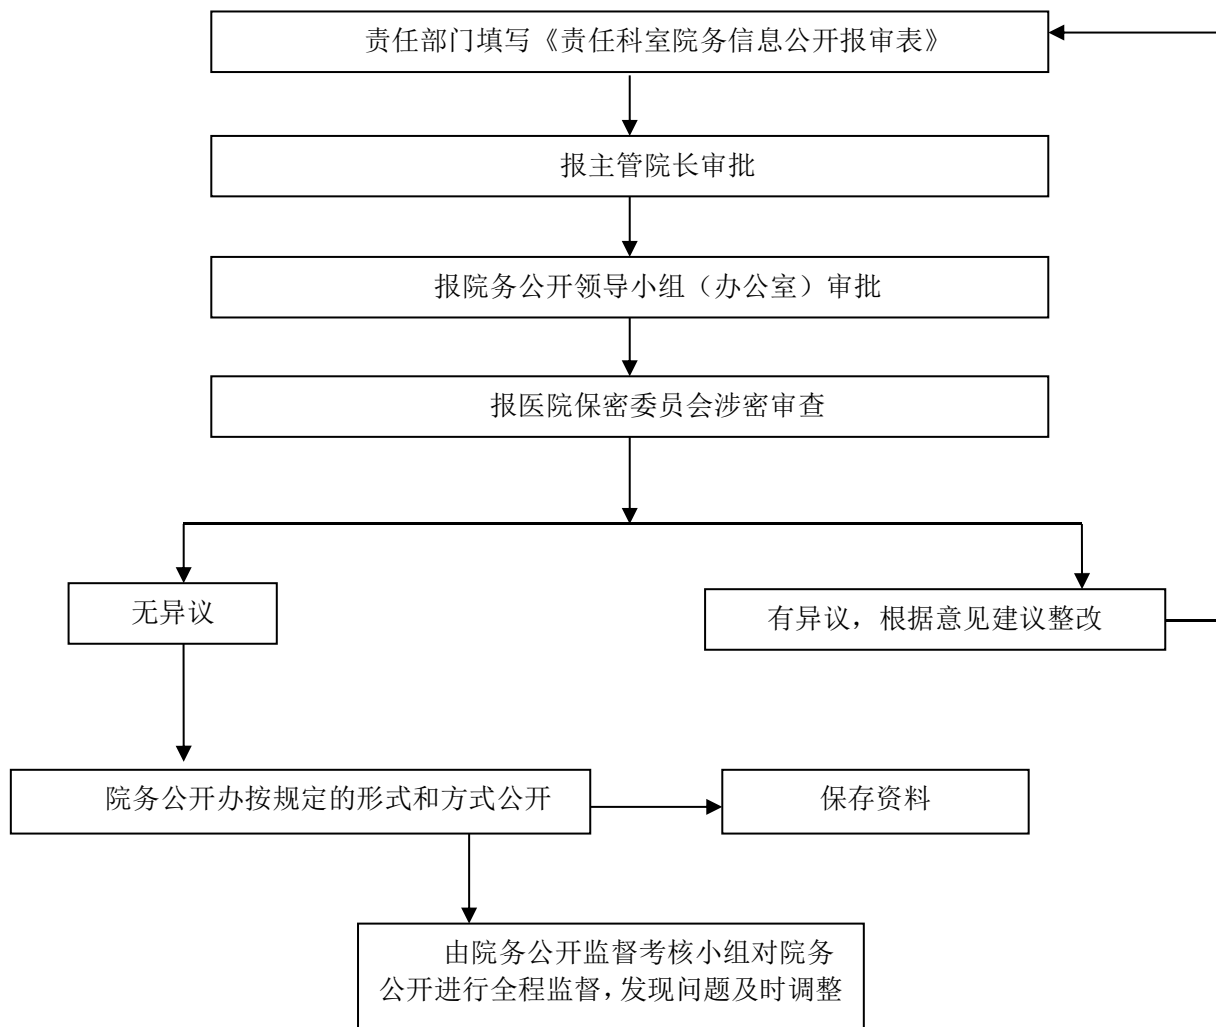 责任部门填写《责任科室院务信息公开报审表》
报主管院长审批
报院务公开领导小组（办公室）审批
报医院保密委员会涉密审查
无异议
有异议，根据意见建议整改
院务公开办按规定的形式和方式公开
保存资料
由院务公开监督考核小组对院务
公开进行全程监督，发现问题及时调整